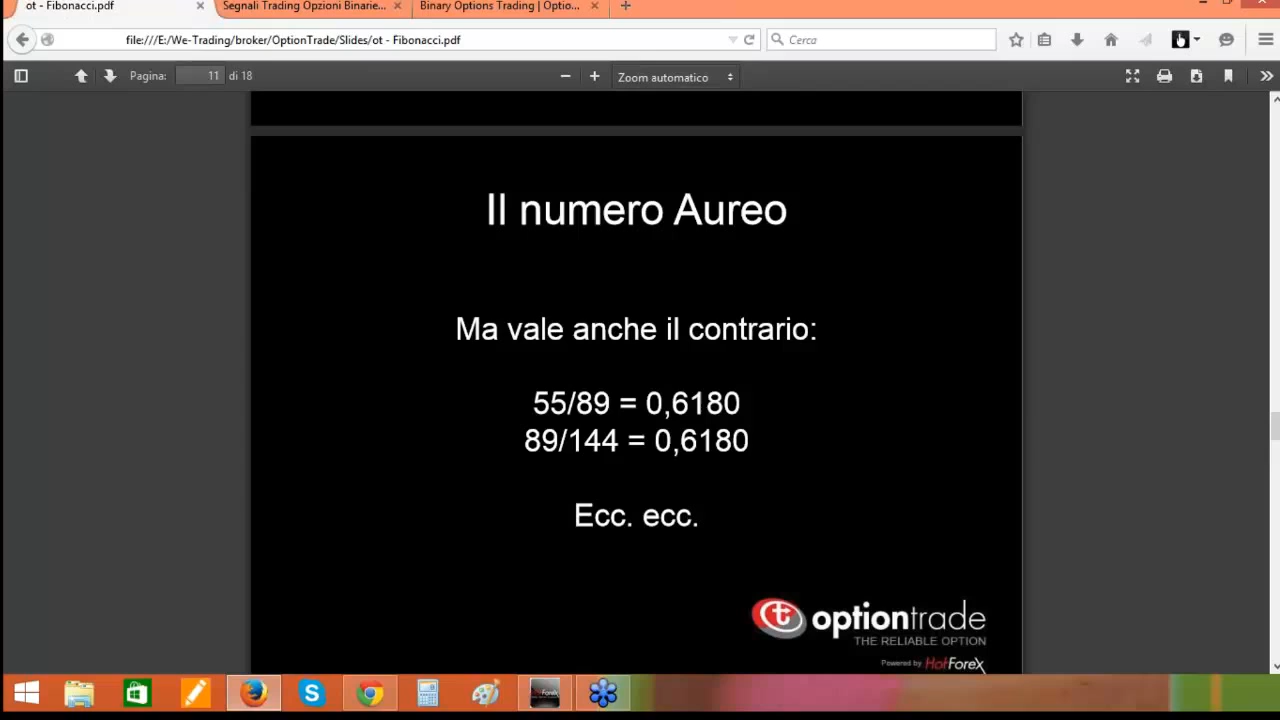 ot - Fibonacci.pdf
Segnali Trading Opzioni Binarie...
Binary Options Trading | Optio...
file:///E:/We-Trading/broker/OptionTrade/Slides/ot - Fibonacci.pdf
Cerca
Pagina:
11
di 18
Zoom automatico
Il numero Aureo
Ma vale anche il contrario:
55/89 = 0,6180
89/144 = 0,6180
Ecc. ecc.
t optiontrade
THE RELIABLE OPTION
Powered by HotForex
HotForex